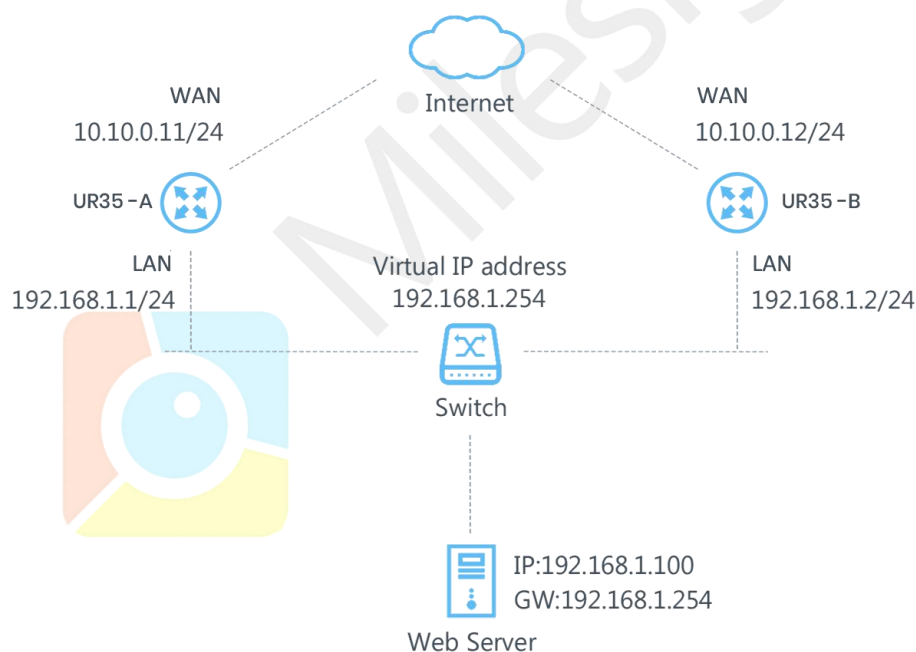 Internet
WAN
10.10.0.11/24
WAN
10.10.0.12/24
UR35-A
UR35-B
LAN
192.168.1.1/24
Virtual IP address
192.168.1.254
LAN
192.168.1.2/24
Switch
IP:192.168.1.100
GW:192.168.1.254
Web Server